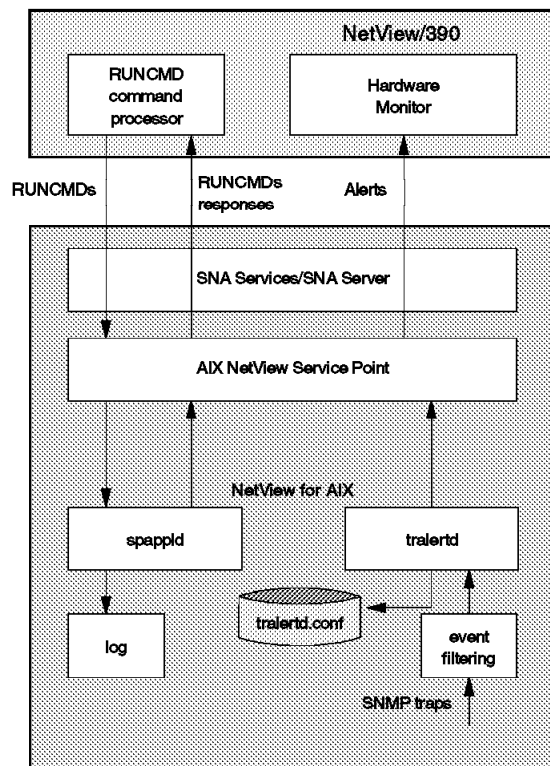 NetView/390
RUNCMD
command
processor
Hardware
Monitor
RUNCMDs
RUNCMDs
responses
Alerts
SNA Services/SNA Server
AIX NetView Service Point
NetView for AIX
spappld
tralertd
tralertd.conf
log
event
filtering
SNMP traps